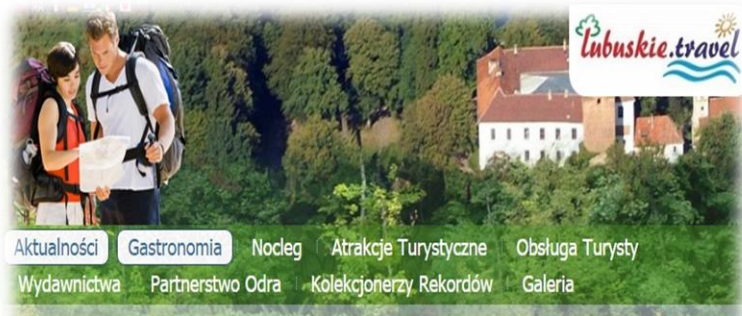 lubuskie.travel
Aktualności Gastronomia Nocleg Atrakcje Turystyczne Obsługa Turysty
Wydawnictwa Partnerstwo Odra Kolekcjonerzy Rekordów Galeria